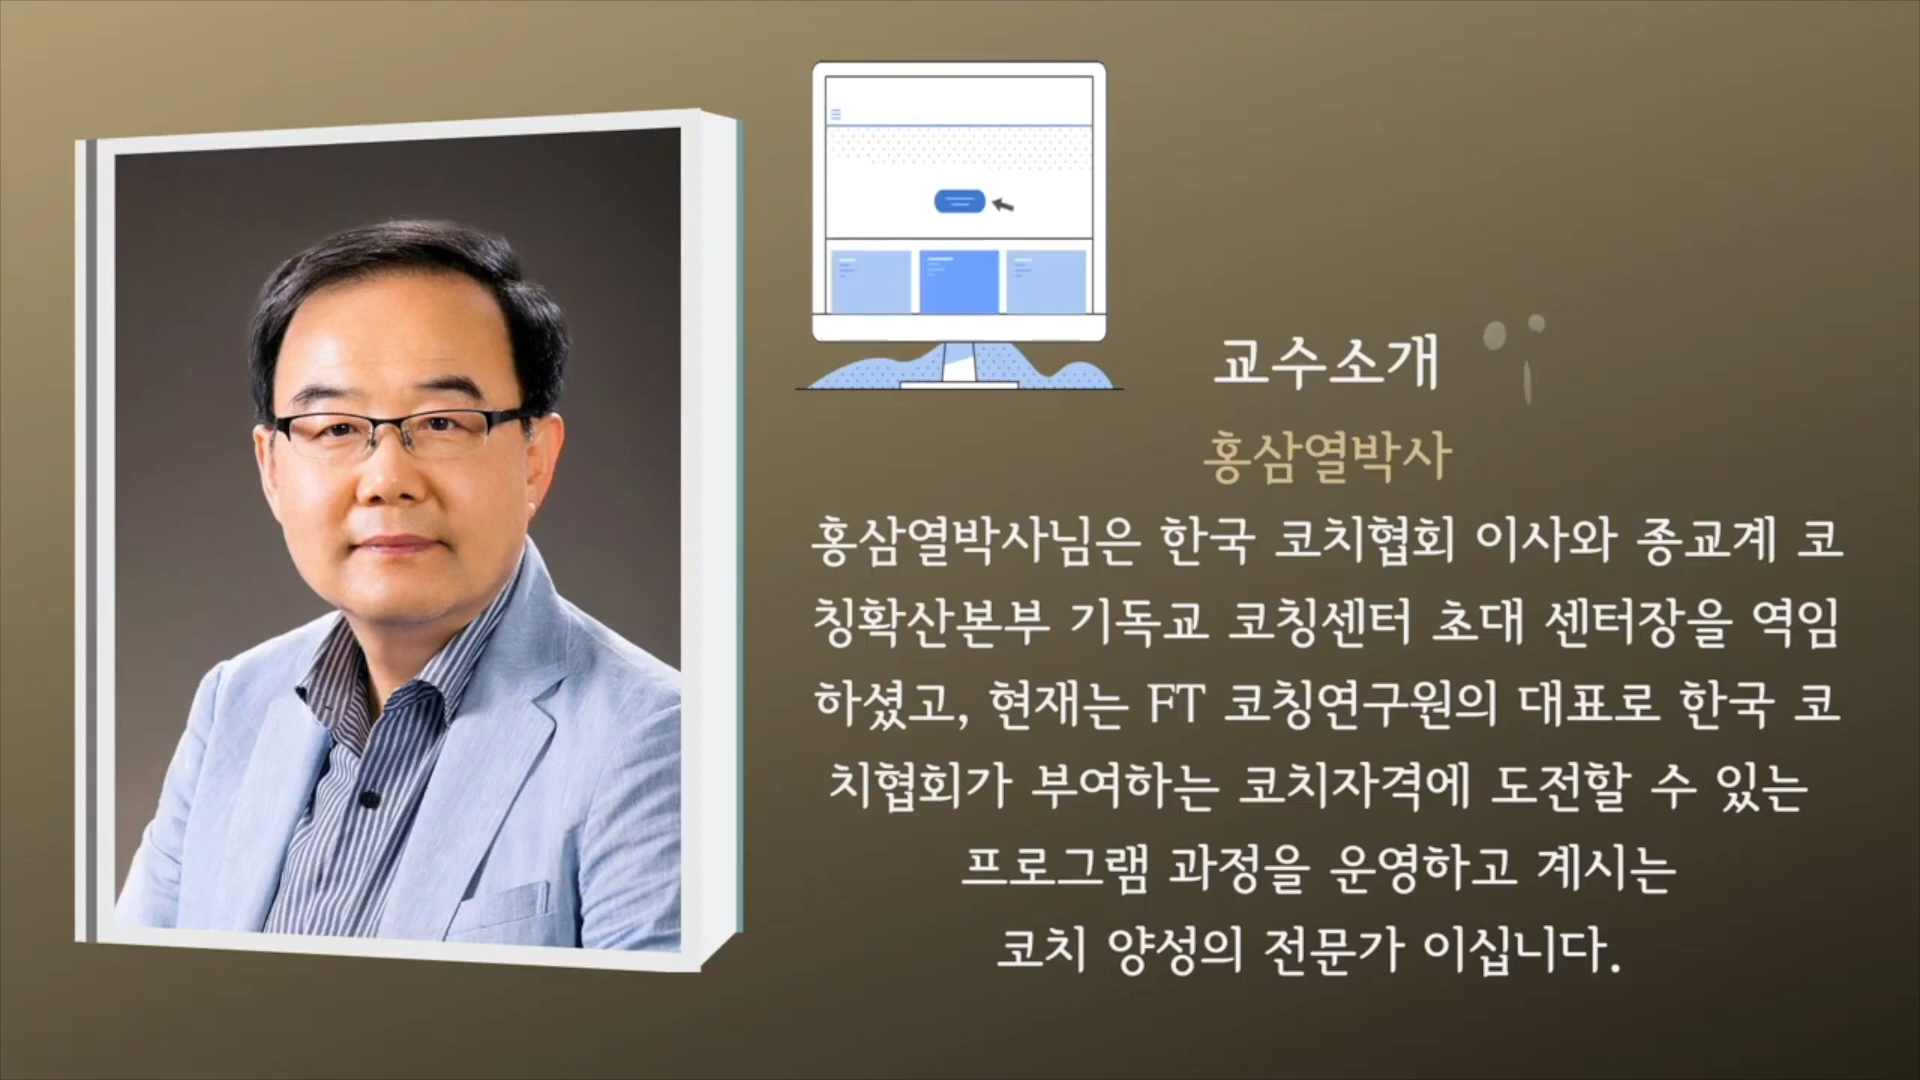 교수소개
홍삼열박사
홍삼열박사님은 한국 코치협회 이사와 종교계 코
칭확산본부 기독교 코칭센터 초대 센터장을 역임
하셨고, 현재는 FT 코칭연구원의 대표로 한국 코
치협회가 부여하는 코치자격에 도전할 수 있는
프로그램 과정을 운영하고 계시는
코치 양성의 전문가 이십니다.